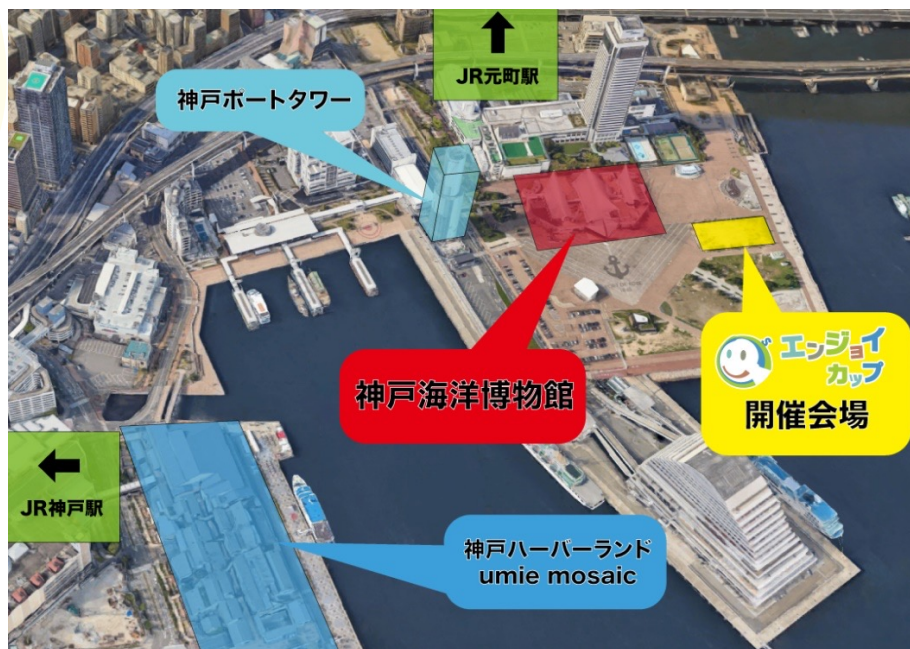 JR元町駅
神戸ポートタワー
神戸海洋博物館
エンジョイ
カップ
開催会場
JR神戸駅
神戸ハーバーランド
umie mosaic